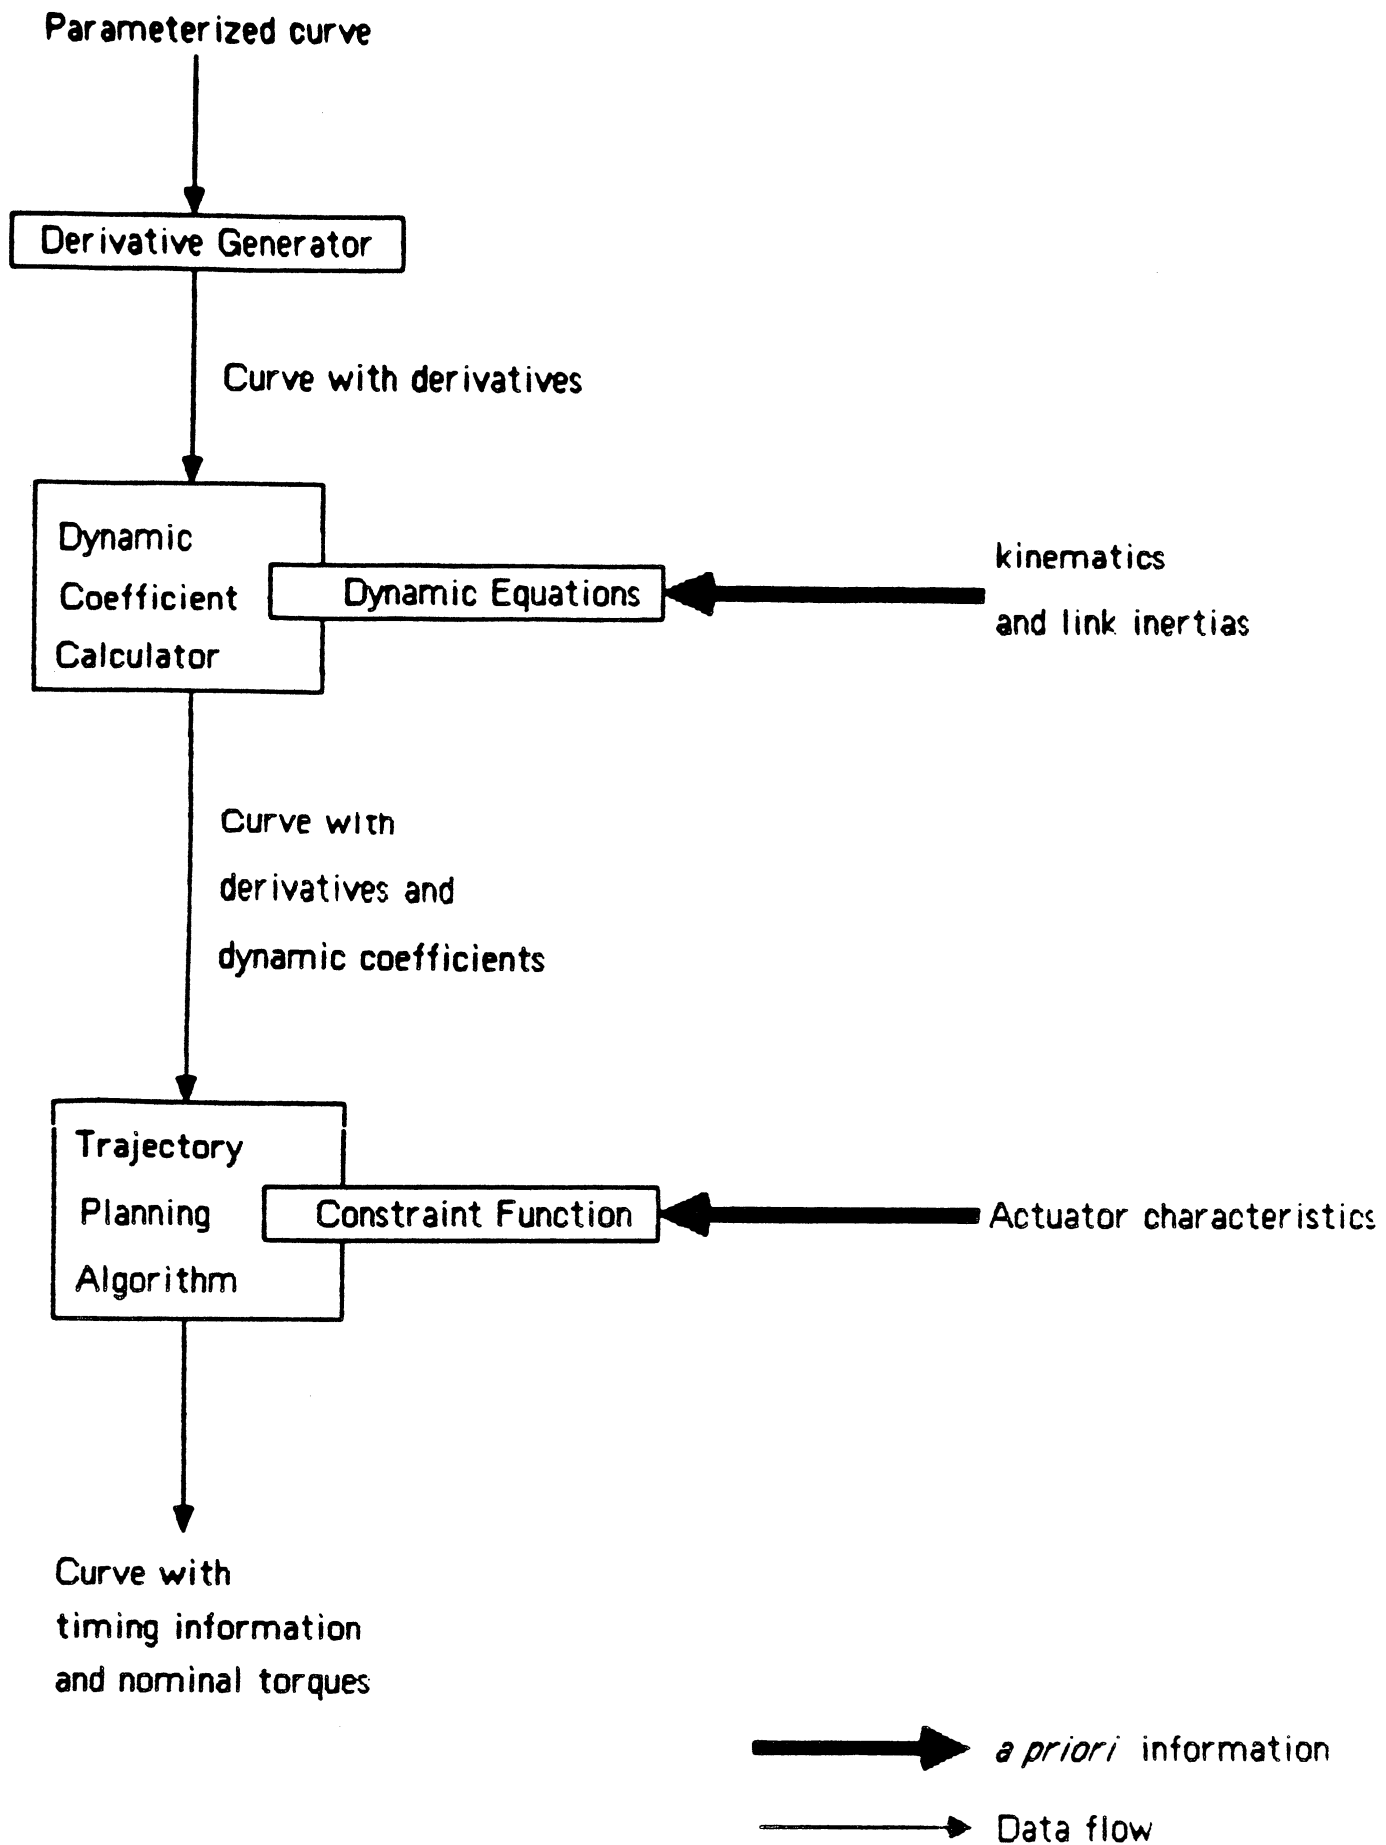 Parameterized curve
Derivative Generator
Curve with derivatives
Dynamic
Coefficient
Calculator
Dynamic Equations
kinematics
and link inertias
Curve with
derivatives and
dynamic coefficients
Trajectory
Planning
Algorithm
Constraint Function
Actuator characteristics
Curve with
timing information
and nominal torques
a priori information
Data flow